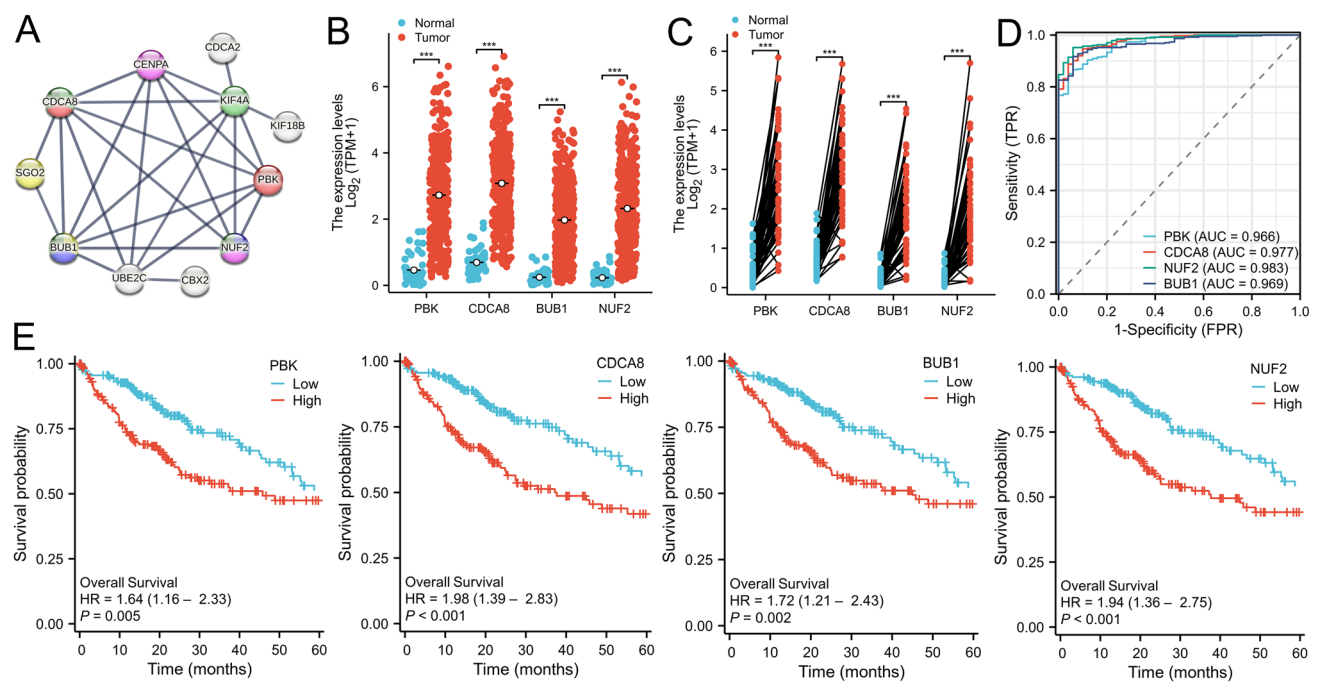 A
CDCA2
CENPA
CDCA8
KIF4A
KIF18B
SGO2
PBK
BUB1
NUF2
UBE2C
CBX2
B
Normal
Tumor
The expression levels
Log2 (TPM+1)
***
***
***
***
6
4
2
0
PBK
CDCA8
BUB1
NUF2
C
Normal
Tumor
The expression levels
Log2 (TPM+1)
***
***
***
***
6
5
4
3
2
1
0
PBK
CDCA8
BUB1
NUF2
D
Sensitivity (TPR)
1.0
0.8
0.6
0.4
0.2
0.0
PBK (AUC = 0.966)
CDCA8 (AUC = 0.977)
NUF2 (AUC = 0.983)
BUB1 (AUC = 0.969)
0.0 0.2 0.4 0.6 0.8 1.0
1-Specificity (FPR)
E
Survival probability
1.00
0.75
0.50
0.25
0.00
PBK
Low
High
Overall Survival
HR = 1.64 (1.16 – 2.33)
P = 0.005
0 10 20 30 40 50 60
Time (months)
Survival probability
1.00
0.75
0.50
0.25
0.00
CDCA8
Low
High
Overall Survival
HR = 1.98 (1.39 – 2.83)
P < 0.001
0 10 20 30 40 50 60
Time (months)
Survival probability
1.00
0.75
0.50
0.25
0.00
BUB1
Low
High
Overall Survival
HR = 1.72 (1.21 – 2.43)
P = 0.002
0 10 20 30 40 50 60
Time (months)
Survival probability
1.00
0.75
0.50
0.25
0.00
NUF2
Low
High
Overall Survival
HR = 1.94 (1.36 – 2.75)
P < 0.001
0 10 20 30 40 50 60
Time (months)